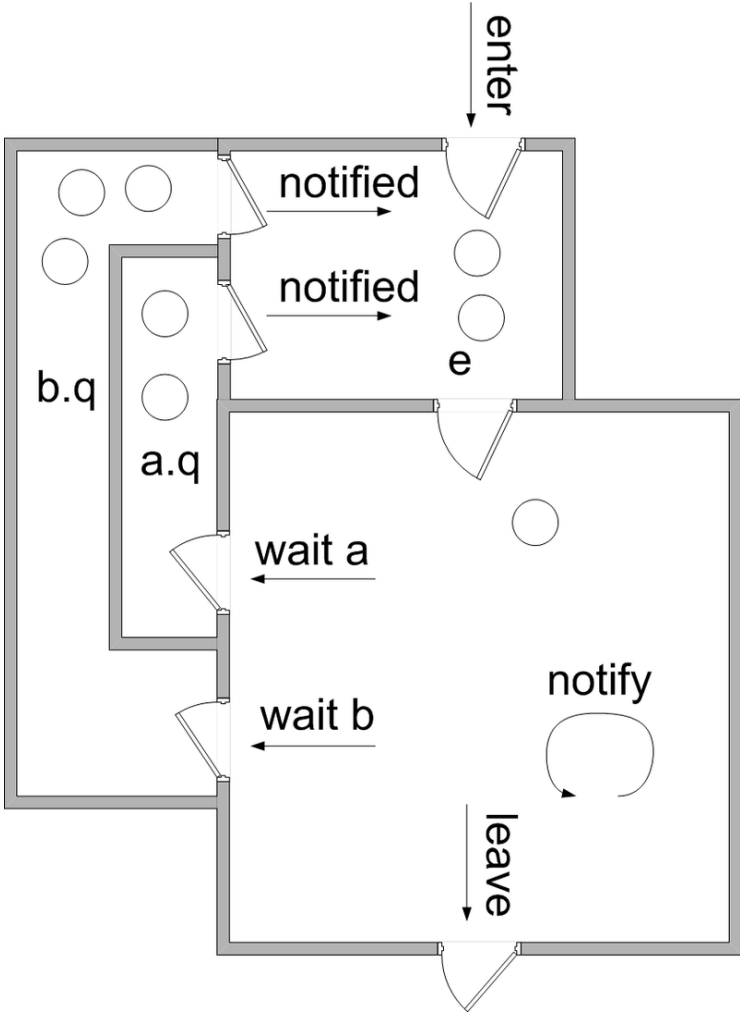 enter
notified
notified
e
b.q
a.q
wait a
notify
wait b
leave